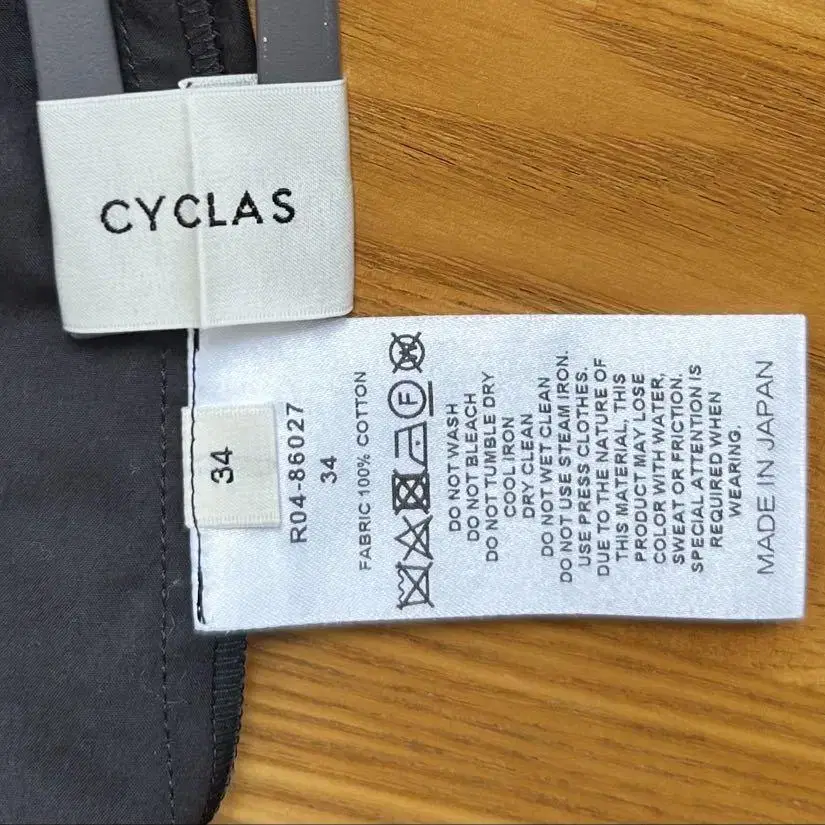 CYCLAS
34
R04-86027
34
FABRIC 100% COTTON
F
W
DO NOT WASH
DO NOT BLEACH
DO NOT TUMBLE DRY
COOL IRON
DRY CLEAN
DO NOT WET CLEAN
DO NOT USE STEAM IRON.
USE PRESS CLOTHES.
DUE TO THE NATURE OF
THIS MATERIAL, THIS
PRODUCT MAY LOSE
COLOR WITH WATER,
SWEAT OR FRICTION.
SPECIAL ATTENTION IS
REQUIRED WHEN
WEARING.
MADE IN JAPAN